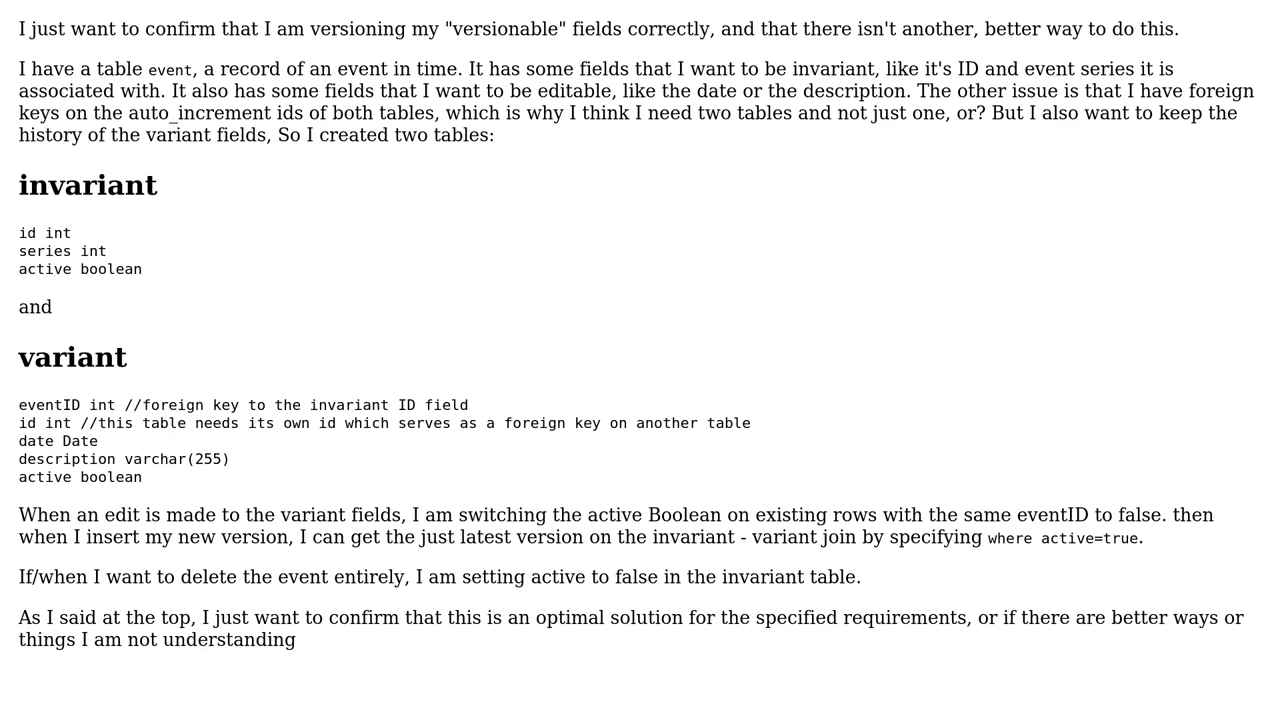 I just want to confirm that I am versioning my "versionable" fields correctly, and that there isn't another, better way to do this.
I have a table event, a record of an event in time. It has some fields that I want to be invariant, like it's ID and event series it is
associated with. It also has some fields that I want to be editable, like the date or the description. The other issue is that I have foreign
keys on the auto_increment ids of both tables, which is why I think I need two tables and not just one, or? But I also want to keep the
history of the variant fields, So I created two tables:
invariant
id int
series int
active boolean
and
variant
eventID int //foreign key to the invariant ID field
id int //this table needs its own id which serves as a foreign key on another table
date Date
description varchar(255)
active boolean
When an edit is made to the variant fields, I am switching the active Boolean on existing rows with the same eventID to false. then
when I insert my new version, I can get the just latest version on the invariant - variant join by specifying where active=true.
If/when I want to delete the event entirely, I am setting active to false in the invariant table.
As I said at the top, I just want to confirm that this is an optimal solution for the specified requirements, or if there are better ways or
things I am not understanding